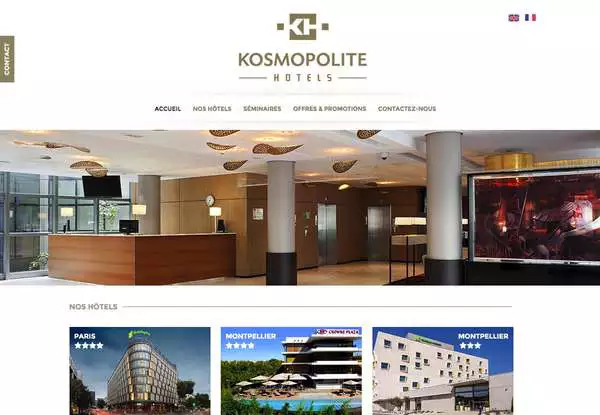 CONTACT
KH
KOSMOPOLITE
HOTELS
ACCUEIL NOS HÔTELS SÉMINAIRES OFFRES & PROMOTIONS CONTACTEZ-NOUS
NOS HÔTELS
PARIS
MONTPELLIER
CROWNE PLAZA
MONTPELLIER